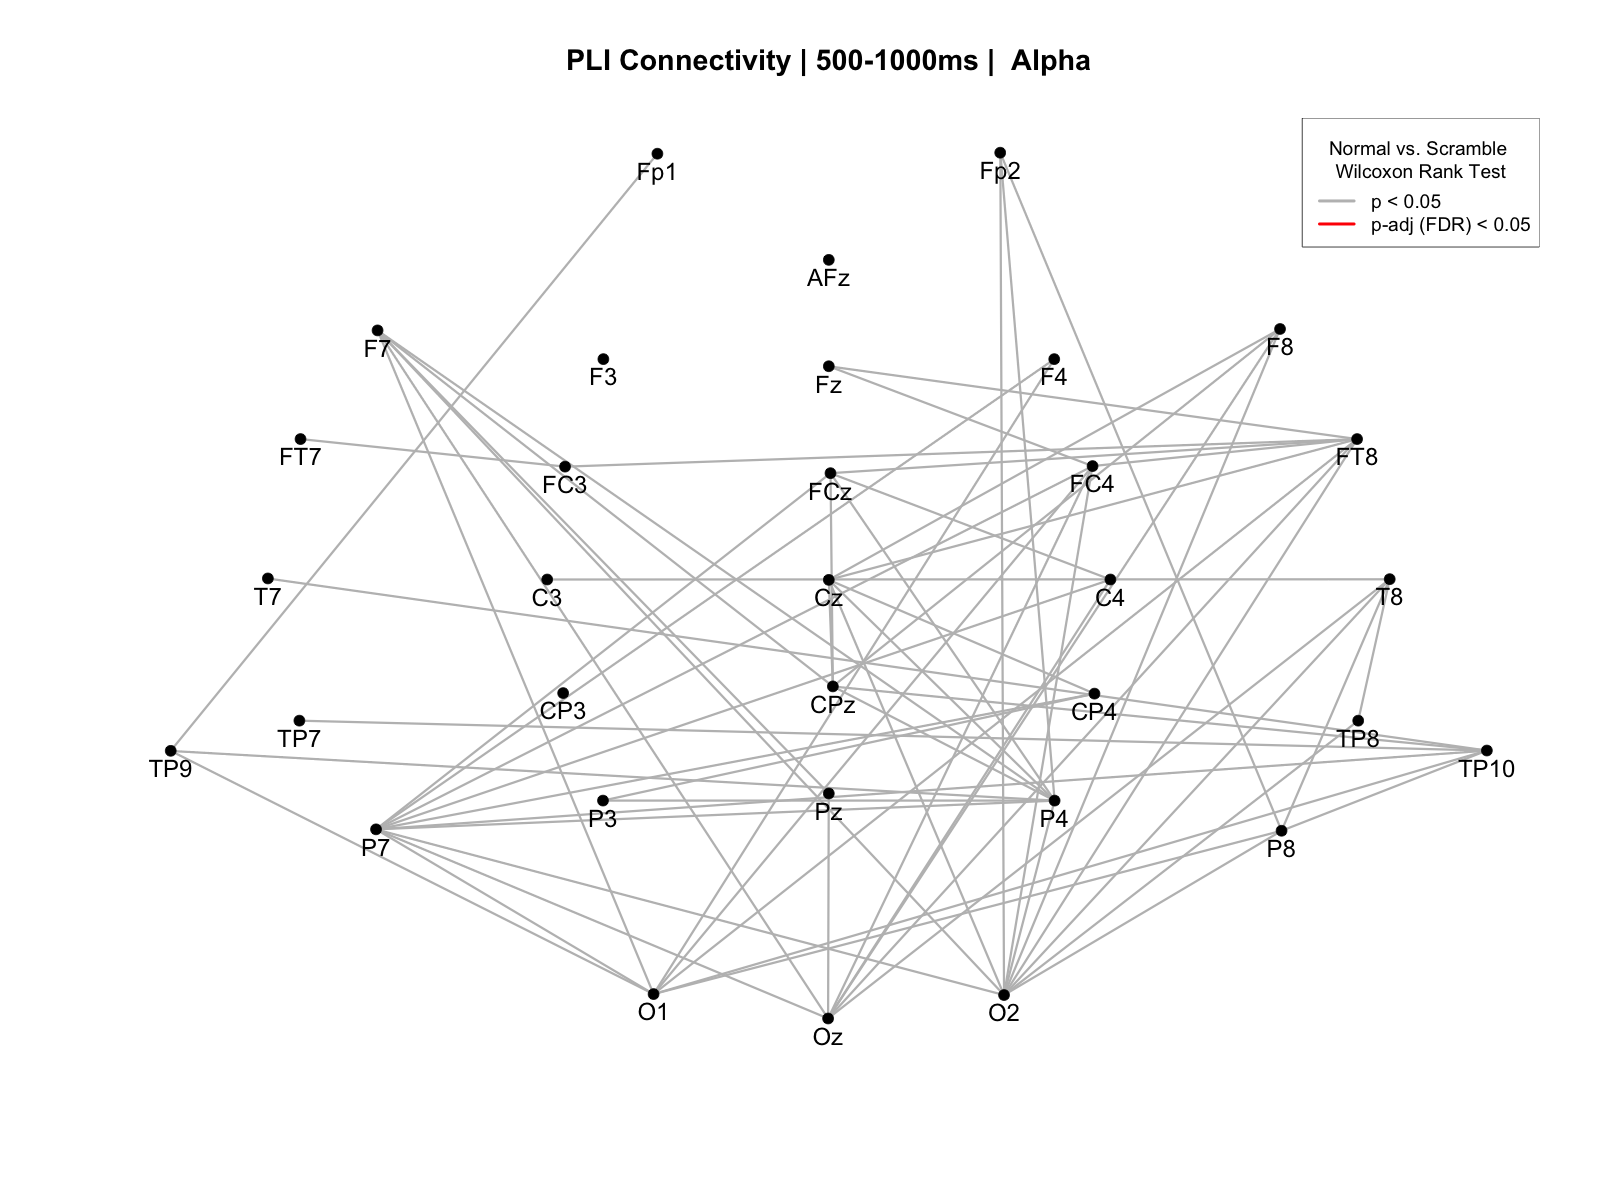 PLI Connectivity | 500-1000ms | Alpha
Normal vs. Scramble
Wilcoxon Rank Test
p < 0.05
p-adj (FDR) < 0.05
Fp1
Fp2
AFz
F7
F3
Fz
F4
F8
FT7
FC3
FCz
FC4
FT8
T7
C3
Cz
C4
T8
CP3
CPz
CP4
TP7
TP8
TP9
TP10
P7
P3
Pz
P4
P8
O1
Oz
O2